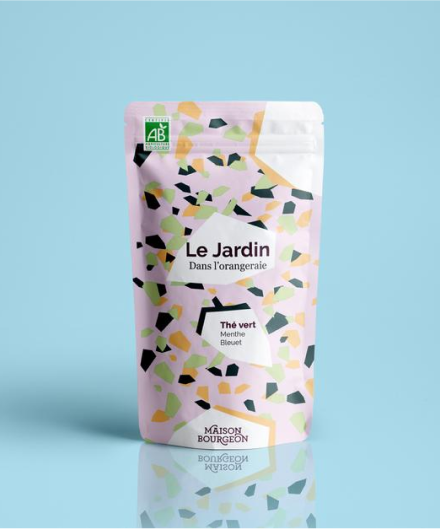 AB
Le Jardin
Dans l'orangeraie
Thé vert
Menthe
Bleuet
MAISON
BOURGEON